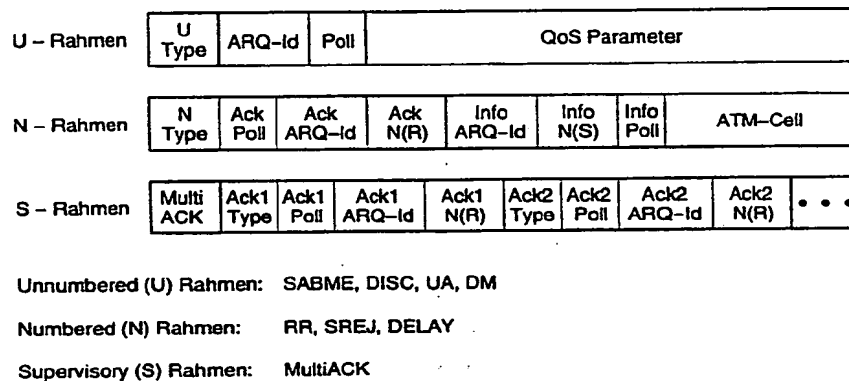 U – Rahmen U Type ARQ–Id Poll QoS Parameter
N – Rahmen N Type Ack Poll Ack ARQ–Id Ack N(R) Info ARQ–Id Info N(S) Info Poll ATM–Cell
S – Rahmen Multi ACK Ack1 Type Ack1 Poll Ack1 ARQ–Id Ack1 N(R) Ack2 Type Ack2 Poll Ack2 ARQ–Id Ack2 N(R) • • •
Unnumbered (U) Rahmen: SABME, DISC, UA, DM
Numbered (N) Rahmen: RR, SREJ, DELAY
Supervisory (S) Rahmen: MultiACK